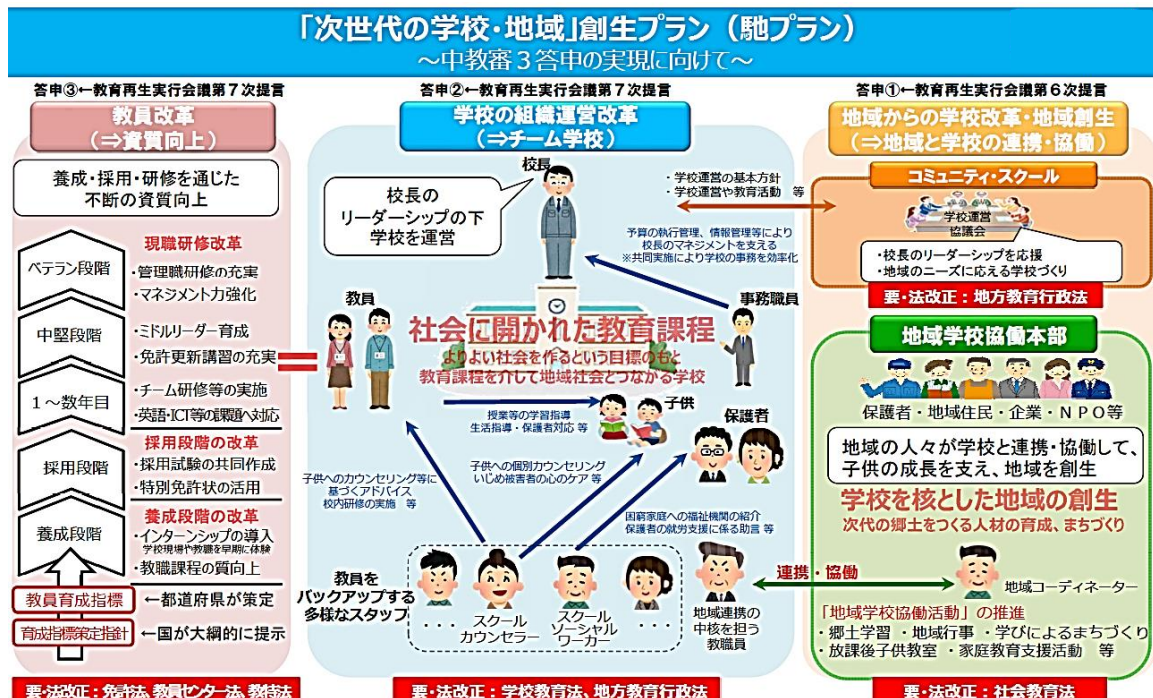 「次世代の学校・地域」創生プラン（馳プラン）
～中教審３答申の実現に向けて～
答申③←教育再生実行会議第７次提言
教員改革
（⇒資質向上）
養成・採用・研修を通じた
不断の資質向上
ベテラン段階
現職研修改革
・管理職研修の充実
・マネジメント力強化
中堅段階
・ミドルリーダー育成
・免許更新講習の充実
１～数年目
・チーム研修等の実施
・英語・ICT等の課題へ対応
採用段階
採用段階の改革
・採用試験の共同作成
・特別免許状の活用
養成段階
養成段階の改革
・インターンシップの導入
学校現場や教職を早期に体験
・教職課程の質向上
教員育成指標
←都道府県が策定
育成指標策定指針
←国が大綱的に提示
要・法改正：免許法、教員センター法、教特法
答申②←教育再生実行会議第７次提言
学校の組織運営改革
（⇒チーム学校）
校長
校長の
リーダーシップの下
学校を運営
・学校運営の基本方針
・学校運営や教育活動　等
予算の執行管理、情報管理等により
校長のマネジメントを支える
※共同実施により学校の事務を効率化
教員
事務職員
社会に開かれた教育課程
よりよい社会を作るという目標のもと
教育課程を介して地域社会とつながる学校
授業等の学習指導
生活指導・保護者対応 等
子供
保護者
子供へのカウンセリング等に
基づくアドバイス
校内研修の実施　等
子供への個別カウンセリング
いじめ被害者の心のケア 等
困窮家庭への福祉機関の紹介
保護者の就労支援に係る助言 等
教員を
バックアップする
多様なスタッフ
・・・
スクール
カウンセラー
スクール
ソーシャル
ワーカー
・・・
地域連携の
中核を担う
教職員
連携・協働
要・法改正：学校教育法、地方教育行政法
答申①←教育再生実行会議第６次提言
地域からの学校改革・地域創生
（⇒地域と学校の連携・協働）
コミュニティ・スクール
学校運営
協議会
・校長のリーダーシップを応援
・地域のニーズに応える学校づくり
要・法改正：地方教育行政法
地域学校協働本部
保護者・地域住民・企業・ＮＰＯ等
地域の人々が学校と連携・協働して、
子供の成長を支え、地域を創生
学校を核とした地域の創生
次代の郷土をつくる人材の育成、まちづくり
地域コーディネーター
「地域学校協働活動」の推進
・郷土学習 ・地域行事 ・学びによるまちづくり
・放課後子供教室 ・家庭教育支援活動　等
要・法改正：社会教育法